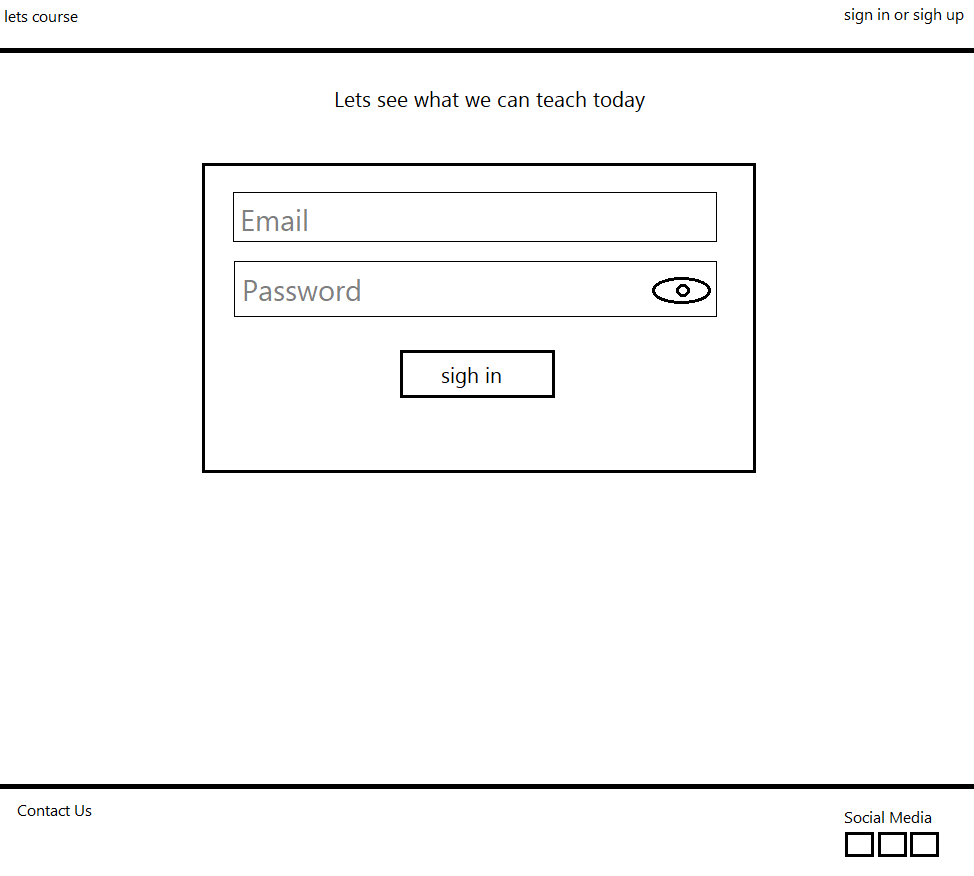 lets course
sign in or sigh up
Lets see what we can teach today
Email
Password
sigh in
Contact Us
Social Media